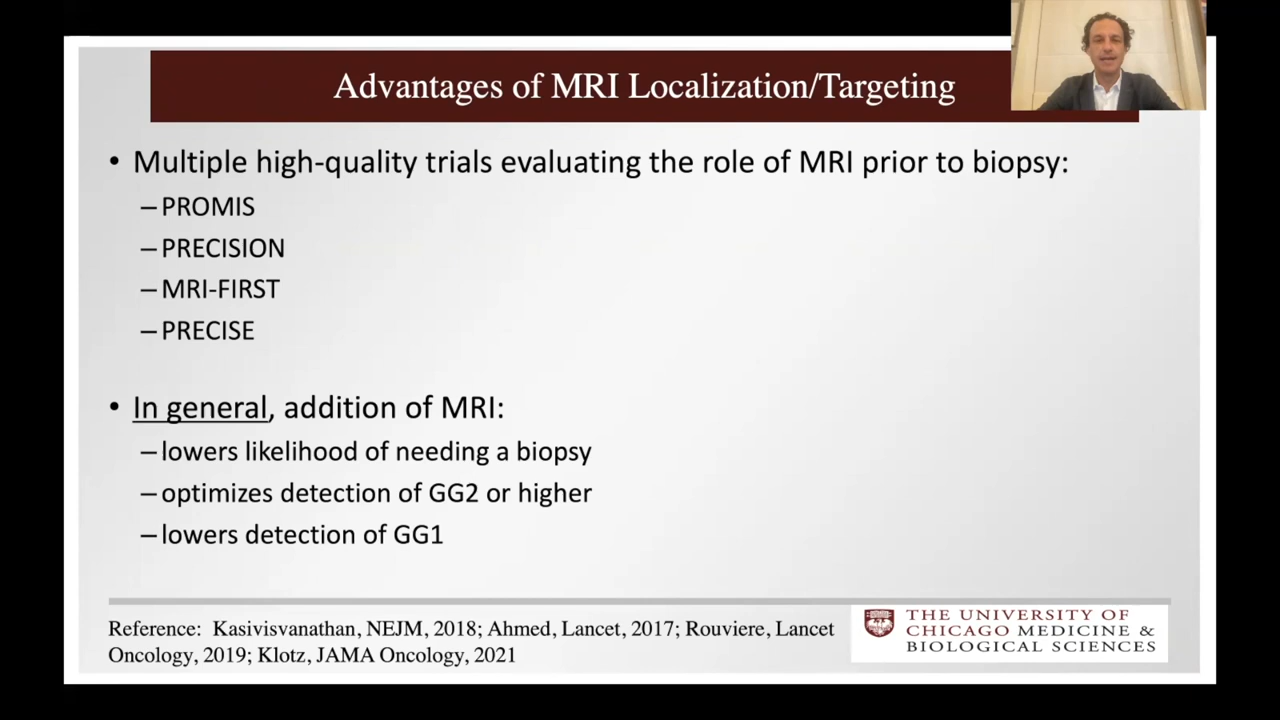 Advantages of MRI Localization/Targeting
• Multiple high-quality trials evaluating the role of MRI prior to biopsy:
– PROMIS
– PRECISION
– MRI-FIRST
– PRECISE
• In general, addition of MRI:
– lowers likelihood of needing a biopsy
– optimizes detection of GG2 or higher
– lowers detection of GG1
Reference: Kasivisvanathan, NEJM, 2018; Ahmed, Lancet, 2017; Rouviere, Lancet
Oncology, 2019; Klotz, JAMA Oncology, 2021
THE UNIVERSITY OF
CHICAGO MEDICINE &
BIOLOGICAL SCIENCES